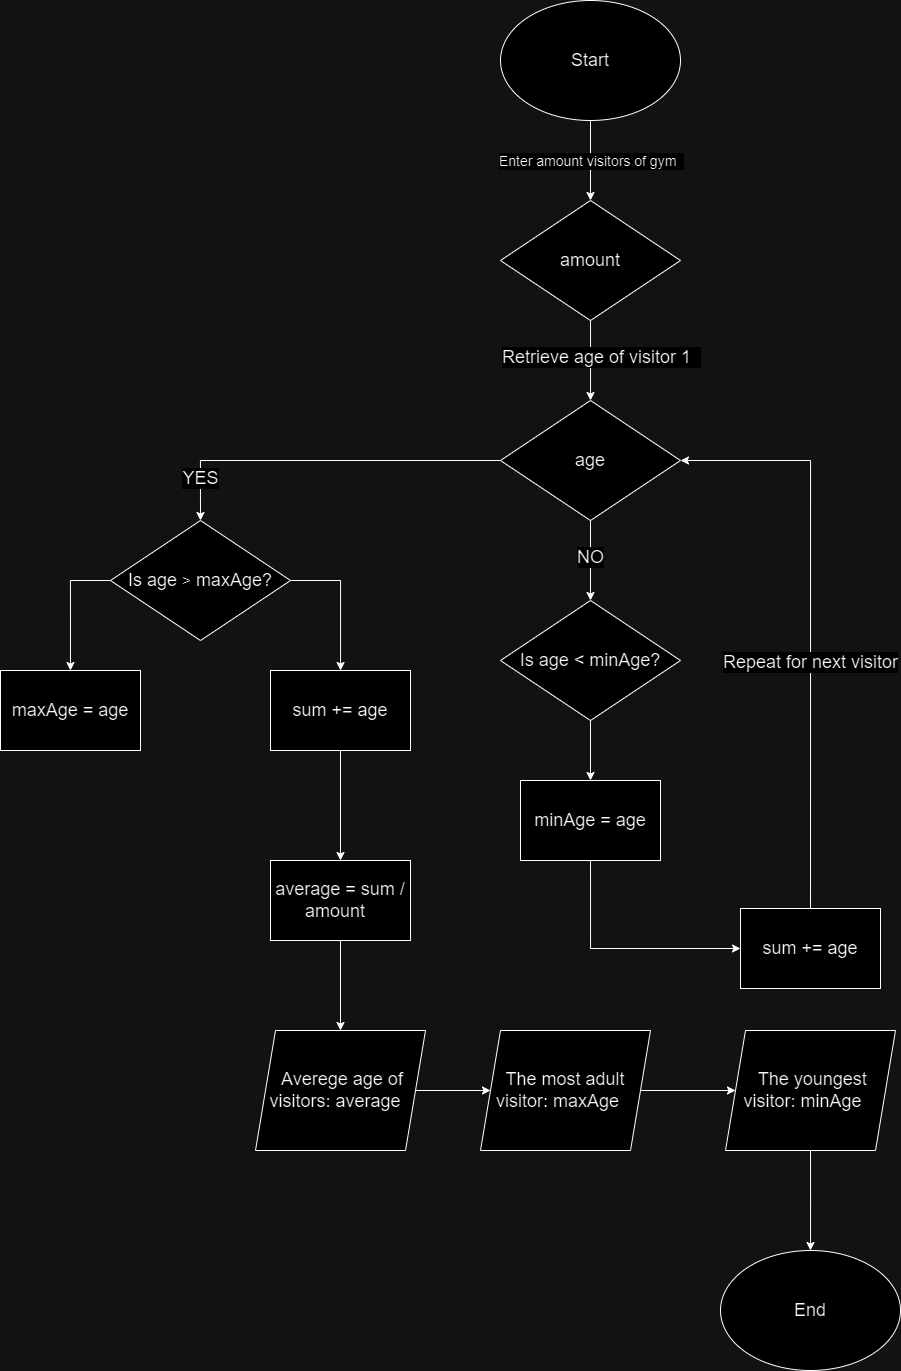 Start
Enter amount visitors of gym
amount
Retrieve age of visitor 1
age
YES
NO
Is age > maxAge?
Is age < minAge?
Repeat for next visitor
maxAge = age
sum += age
minAge = age
average = sum /
amount
sum += age
Averege age of
visitors: average
The most adult
visitor: maxAge
The youngest
visitor: minAge
End